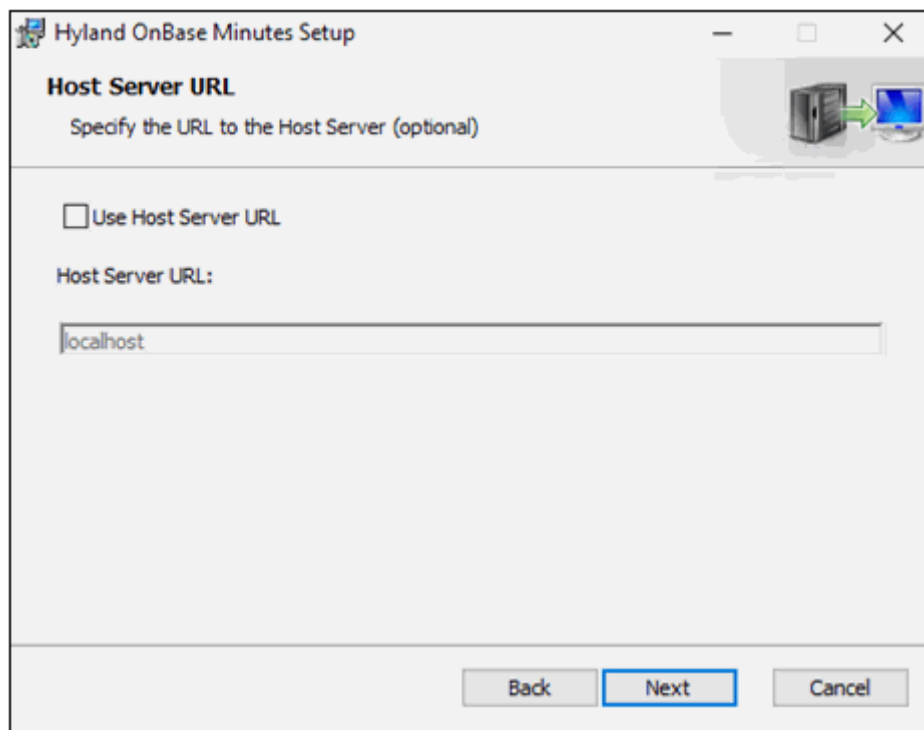 Hyland OnBase Minutes Setup
Host Server URL
Specify the URL to the Host Server (optional)
Use Host Server URL
Host Server URL:
localhost
Back Next Cancel